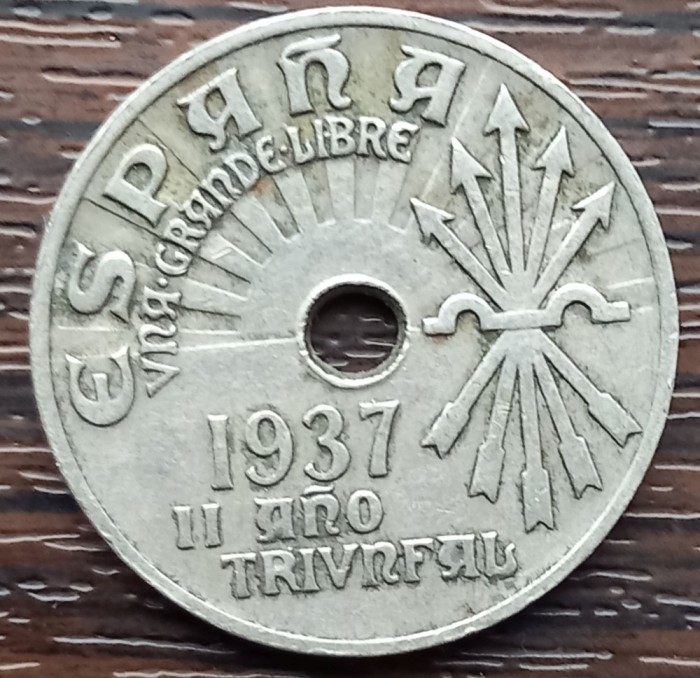 ESPAÑA
VNA·GRANDE·LIBRE
1937
II AÑO
TRIVNFAL